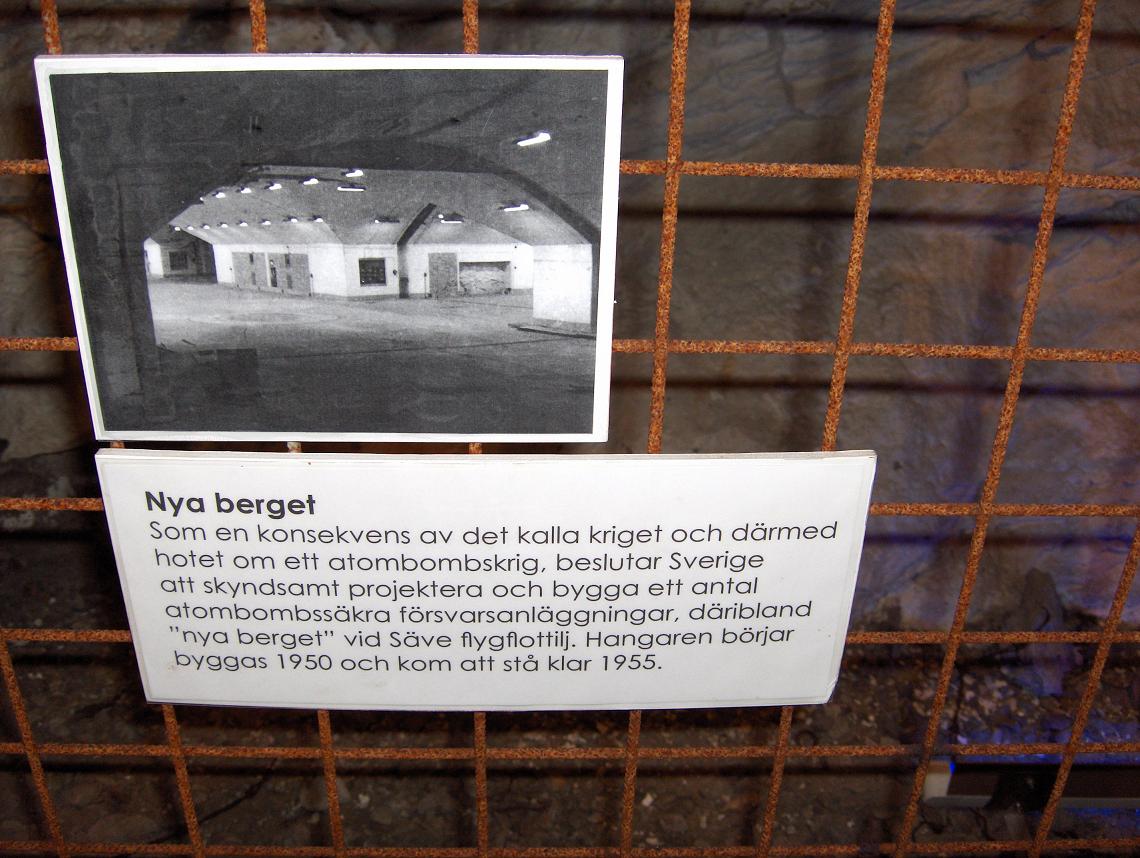 Nya berget
Som en konsekvens av det kalla kriget och därmed
hotet om ett atombombskrig, beslutar Sverige
att skyndsamt projektera och bygga ett antal
atombombssäkra försvarsanläggningar, däribland
”nya berget” vid Säve flygflottilj. Hangaren börjar
byggas 1950 och kom att stå klar 1955.